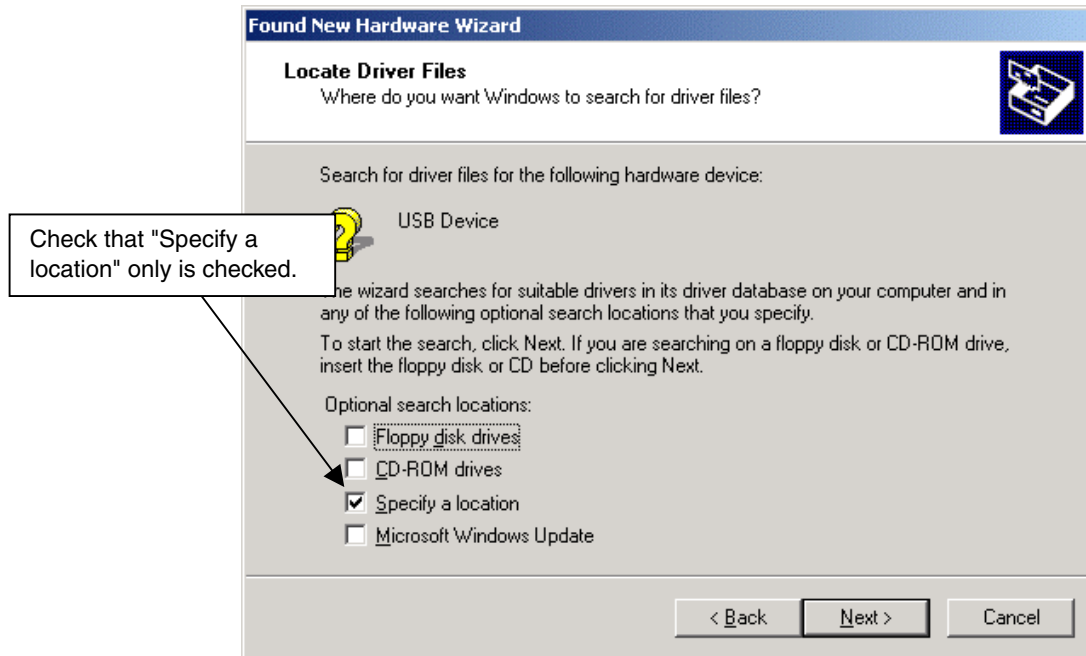 Found New Hardware Wizard
Locate Driver Files
Where do you want Windows to search for driver files?
Search for driver files for the following hardware device:
USB Device
Check that "Specify a
location" only is checked.
he wizard searches for suitable drivers in its driver database on your computer and in
any of the following optional search locations that you specify.
To start the search, click Next. If you are searching on a floppy disk or CD-ROM drive,
insert the floppy disk or CD before clicking Next.
Optional search locations:
Floppy disk drives
CD-ROM drives
Specify a location
Microsoft Windows Update
< Back
Next >
Cancel